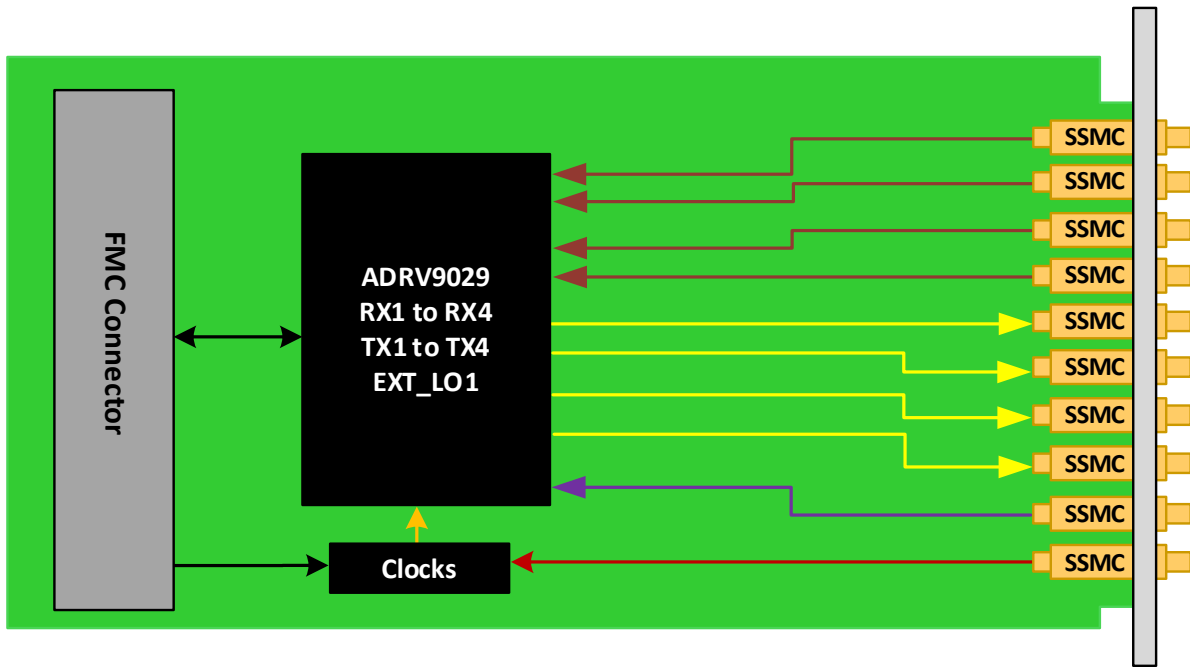 FMC Connector
ADRV9029
RX1 to RX4
TX1 to TX4
EXT_LO1
Clocks
SSMC
SSMC
SSMC
SSMC
SSMC
SSMC
SSMC
SSMC
SSMC
SSMC